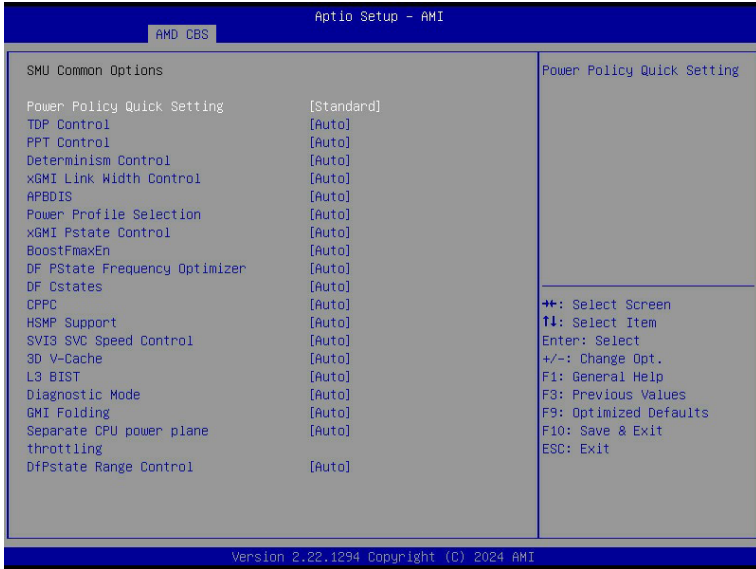 Aptio Setup - AMI
AMD CBS
SMU Common Options
Power Policy Quick Setting [Standard]
TDP Control [Auto]
PPT Control [Auto]
Determinism Control [Auto]
xGMI Link Width Control [Auto]
APBDIS [Auto]
Power Profile Selection [Auto]
xGMI Pstate Control [Auto]
BoostFmaxEn [Auto]
DF PState Frequency Optimizer [Auto]
DF Cstates [Auto]
CPPC [Auto]
HSMP Support [Auto]
SVI3 SVC Speed Control [Auto]
3D V-Cache [Auto]
L3 BIST [Auto]
Diagnostic Mode [Auto]
GMI Folding [Auto]
Separate CPU power plane [Auto]
throttling
DfPstate Range Control [Auto]
Power Policy Quick Setting
→←: Select Screen
↑↓: Select Item
Enter: Select
+/-: Change Opt.
F1: General Help
F3: Previous Values
F9: Optimized Defaults
F10: Save & Exit
ESC: Exit
Version 2.22.1294 Copyright (C) 2024 AMI